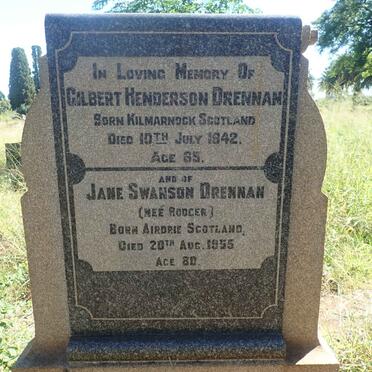 In Loving Memory Of
Gilbert Henderson Drennan
Born Kilmarnock Scotland
Died 10th July 1942.
Age 65.
and of
Jane Swanson Drennan
(neé Rodger)
Born Airdrie Scotland,
Died 20th Aug. 1955
Age 80.